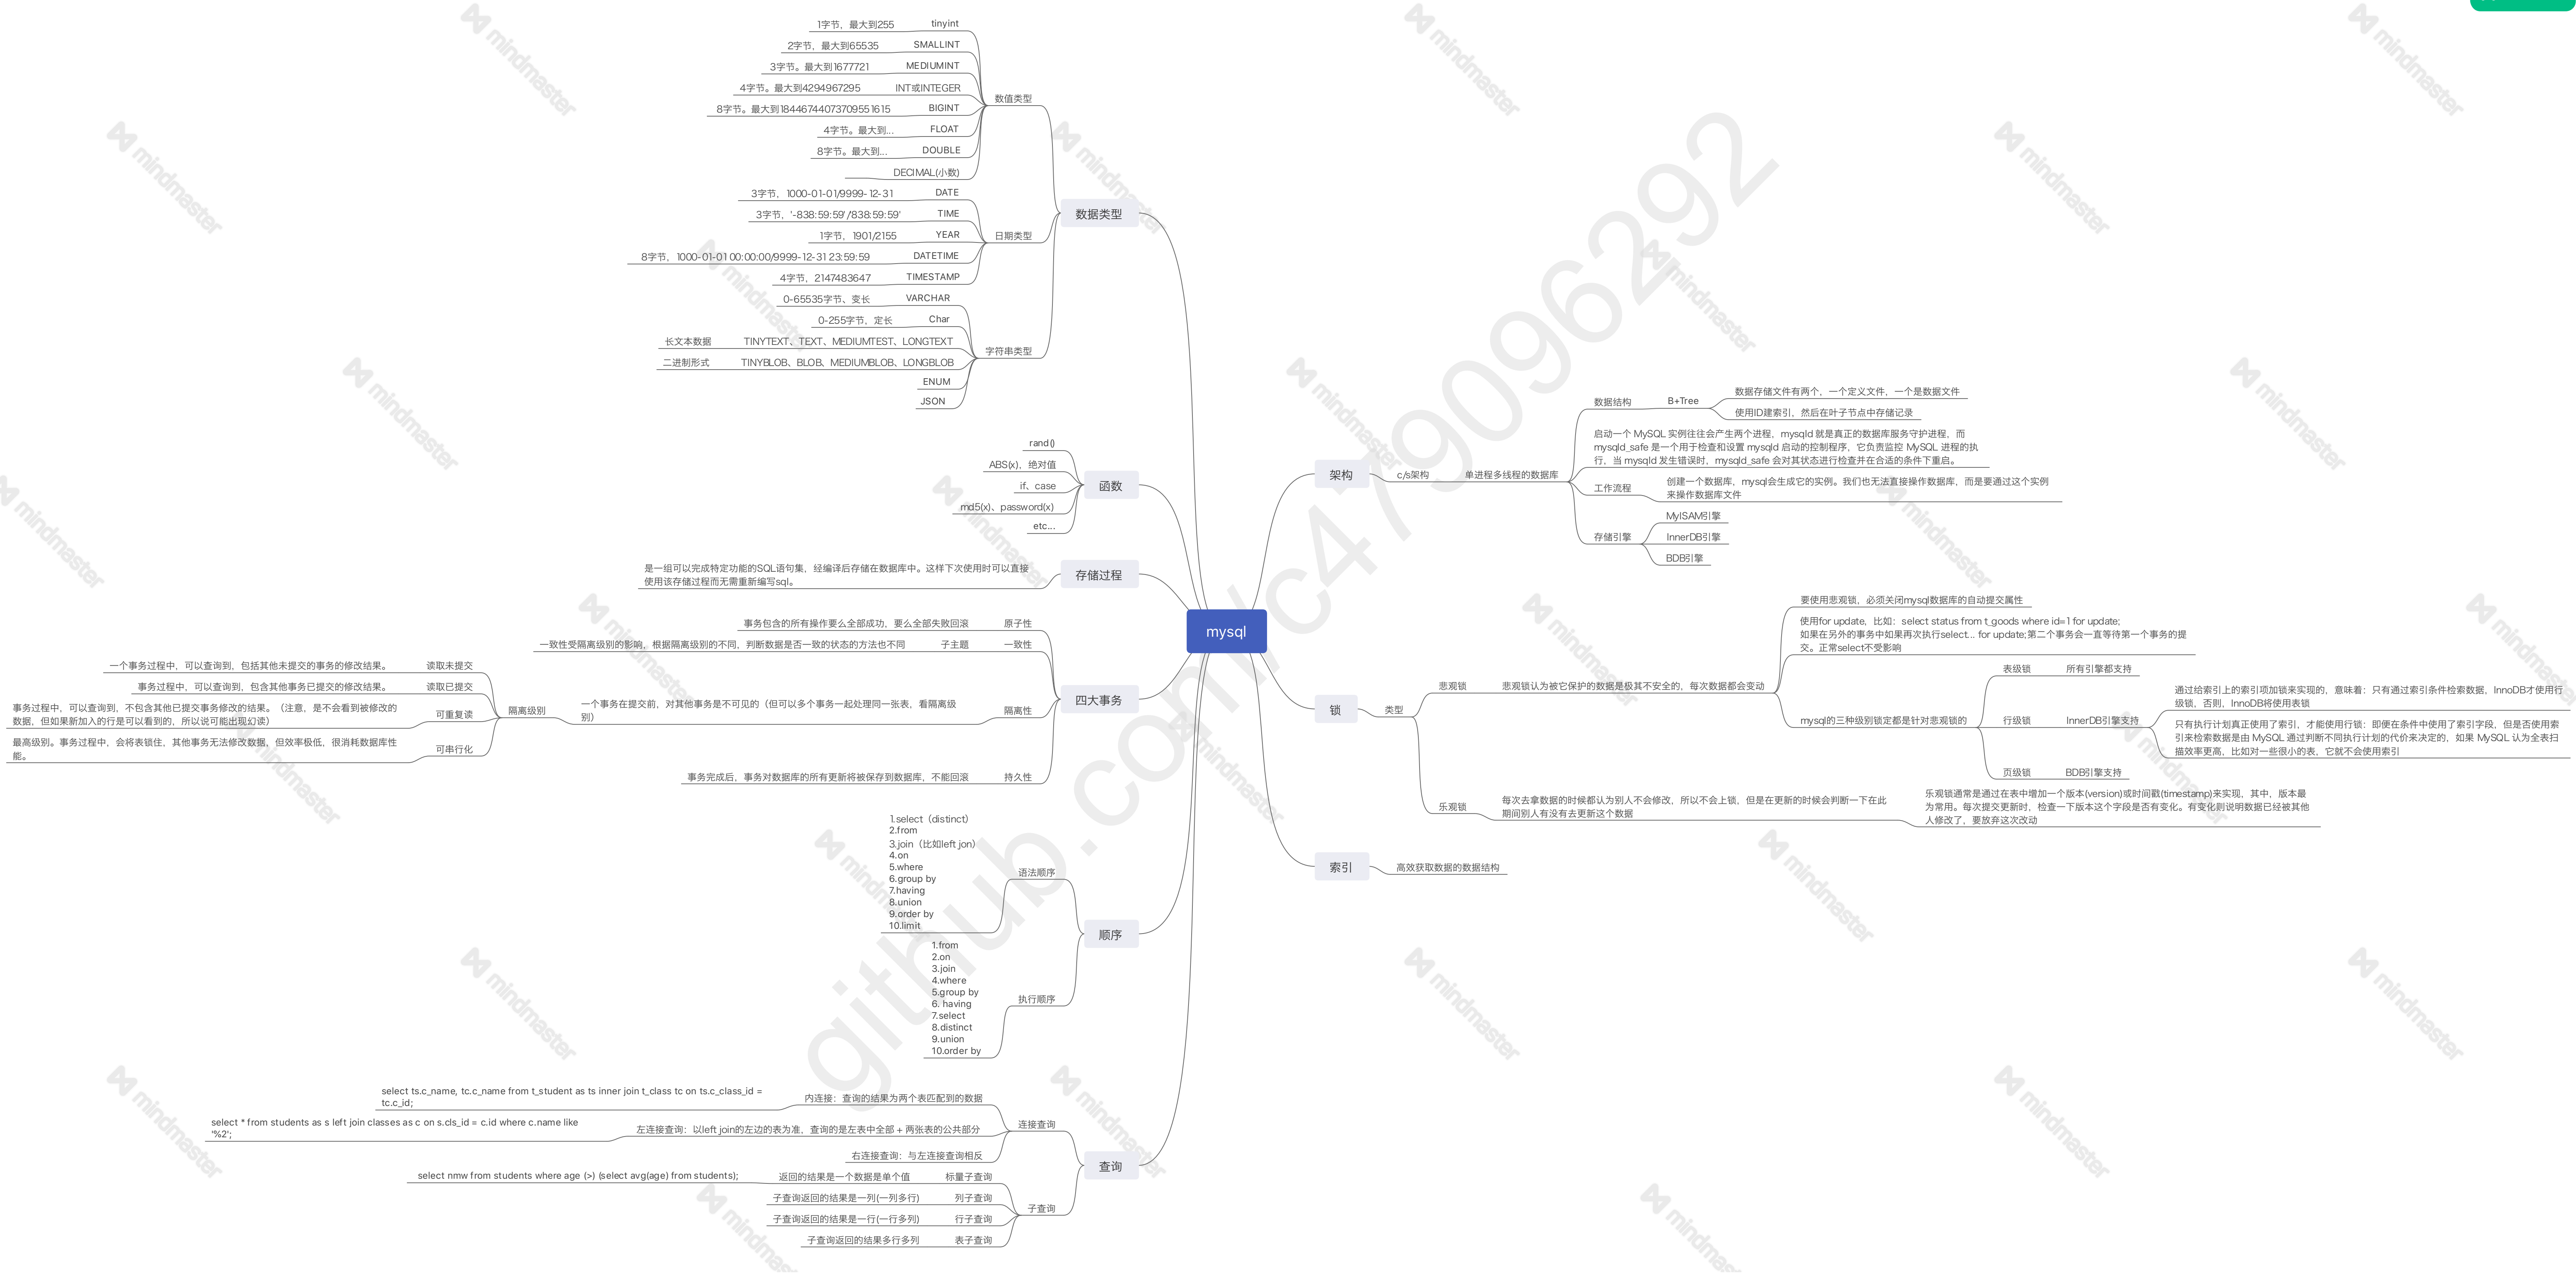 mysql
数据类型
数值类型
tinyint
1字节，最大到255
SMALLINT
2字节、最大到65535
MEDIUMINT
3字节。最大到1677721
INT或INTEGER
4字节。最大到4294967295
BIGINT
8字节。最大到18446744073709551615
FLOAT
4字节。最大到...
DOUBLE
8字节。最大到...
DECIMAL(小数)
日期类型
DATE
3字节，1000-01-01/9999-12-31
TIME
3字节，'-838:59:59'/'838:59:59'
YEAR
1字节，1901/2155
DATETIME
8字节，1000-01-01 00:00:00/9999-12-31 23:59:59
TIMESTAMP
4字节，2147483647
字符串类型
VARCHAR
0-65535字节、变长
Char
0-255字节，定长
TINYTEXT、TEXT、MEDIUMTEST、LONGTEXT
长文本数据
TINYBLOB、BLOB、MEDIUMBLOB、LONGBLOB
二进制形式
ENUM
JSON
函数
rand()
ABS(x)，绝对值
if、case
md5(x)、password(x)
etc...
存储过程
是一组可以完成特定功能的SQL语句集，经编译后存储在数据库中。这样下次使用时可以直接
使用该存储过程而无需重新编写sql。
四大事务
原子性
事务包含的所有操作要么全部成功，要么全部失败回滚
一致性
子主题
一致性受隔离级别的影响，根据隔离级别的不同，判断数据是否一致的状态的方法也不同
隔离性
一个事务在提交前，对其他事务是不可见的（但可以多个事务一起处理同一张表，看隔离级
别）
隔离级别
读取未提交
一个事务过程中，可以查询到，包括其他未提交的事务的修改结果。
读取已提交
事务过程中，可以查询到，包含其他事务已提交的修改结果。
可重复读
事务过程中，可以查询到，不包含其他已提交事务修改的结果。（注意，是不会看到被修改的
数据，但如果新加入的行是可以看到的，所以说可能出现幻读）
可串行化
最高级别。事务过程中，会将表锁住，其他事务无法修改数据，但效率极低，很消耗数据库性
能。
持久性
事务完成后，事务对数据库的所有更新将被保存到数据库，不能回滚
顺序
语法顺序
1.select（distinct）
2.from
3.join（比如left jon）
4.on
5.where
6.group by
7.having
8.union
9.order by
10.limit
执行顺序
1.from
2.on
3.join
4.where
5.group by
6. having
7.select
8.distinct
9.union
10.order by
查询
连接查询
内连接：查询的结果为两个表匹配到的数据
select ts.c_name, tc.c_name from t_student as ts inner join t_class tc on ts.c_class_id =
tc.c_id;
左连接查询：以left join的左边的表为准，查询的是左表中全部 + 两张表的公共部分
select * from students as s left join classes as c on s.cls_id = c.id where c.name like
'%2';
右连接查询：与左连接查询相反
子查询
标量子查询
返回的结果是一个数据是单个值
select nmw from students where age (>) (select avg(age) from students);
列子查询
子查询返回的结果是一列(一列多行)
行子查询
子查询返回的结果是一行(一行多列)
表子查询
子查询返回的结果多行多列
架构
c/s架构
单进程多线程的数据库
数据结构
B+Tree
数据存储文件有两个，一个定义文件，一个是数据文件
使用ID建索引，然后在叶子节点中存储记录
启动一个 MySQL 实例往往会产生两个进程，mysqld 就是真正的数据库服务守护进程，而
mysqld_safe 是一个用于检查和设置 mysqld 启动的控制程序，它负责监控 MySQL 进程的执
行，当 mysqld 发生错误时，mysqld_safe 会对其状态进行检查并在合适的条件下重启。
工作流程
创建一个数据库，mysql会生成它的实例。我们也无法直接操作数据库，而是要通过这个实例
来操作数据库文件
存储引擎
MyISAM引擎
InnerDB引擎
BDB引擎
锁
类型
悲观锁
悲观锁认为被它保护的数据是极其不安全的，每次数据都会变动
要使用悲观锁，必须关闭mysql数据库的自动提交属性
使用for update，比如：select status from t_goods where id=1 for update;
如果在另外的事务中如果再次执行select... for update;第二个事务会一直等待第一个事务的提
交。正常select不受影响
mysql的三种级别锁定都是针对悲观锁的
表级锁
所有引擎都支持
行级锁
InnerDB引擎支持
通过给索引上的索引项加锁来实现的，意味着：只有通过索引条件检索数据，InnoDB才使用行
级锁，否则，InnoDB将使用表锁
只有执行计划真正使用了索引，才能使用行锁：即便在条件中使用了索引字段，但是否使用索
引来检索数据是由 MySQL 通过判断不同执行计划的代价来决定的，如果 MySQL 认为全表扫
描效率更高，比如对一些很小的表，它就不会使用索引
页级锁
BDB引擎支持
乐观锁
每次去拿数据的时候都认为别人不会修改，所以不会上锁，但是在更新的时候会判断一下在此
期间别人有没有去更新这个数据
乐观锁通常是通过在表中增加一个版本(version)或时间戳(timestamp)来实现，其中，版本最
为常用。每次提交更新时，检查一下版本这个字段是否有变化。有变化则说明数据已经被其他
人修改了，要放弃这次改动
索引
高效获取数据的数据结构
github.com/c479096292
mindmaster